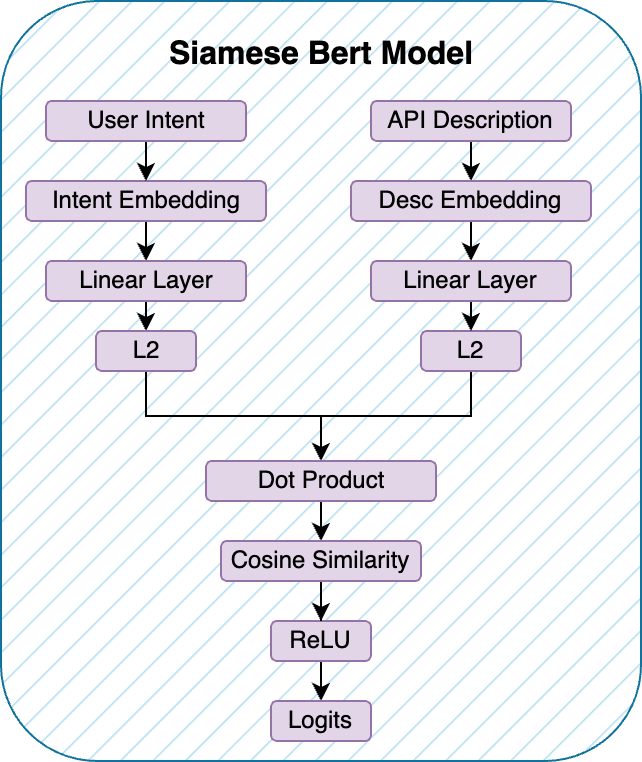 Siamese Bert Model
User Intent
API Description
Intent Embedding
Desc Embedding
Linear Layer
Linear Layer
L2
L2
Dot Product
Cosine Similarity
ReLU
Logits